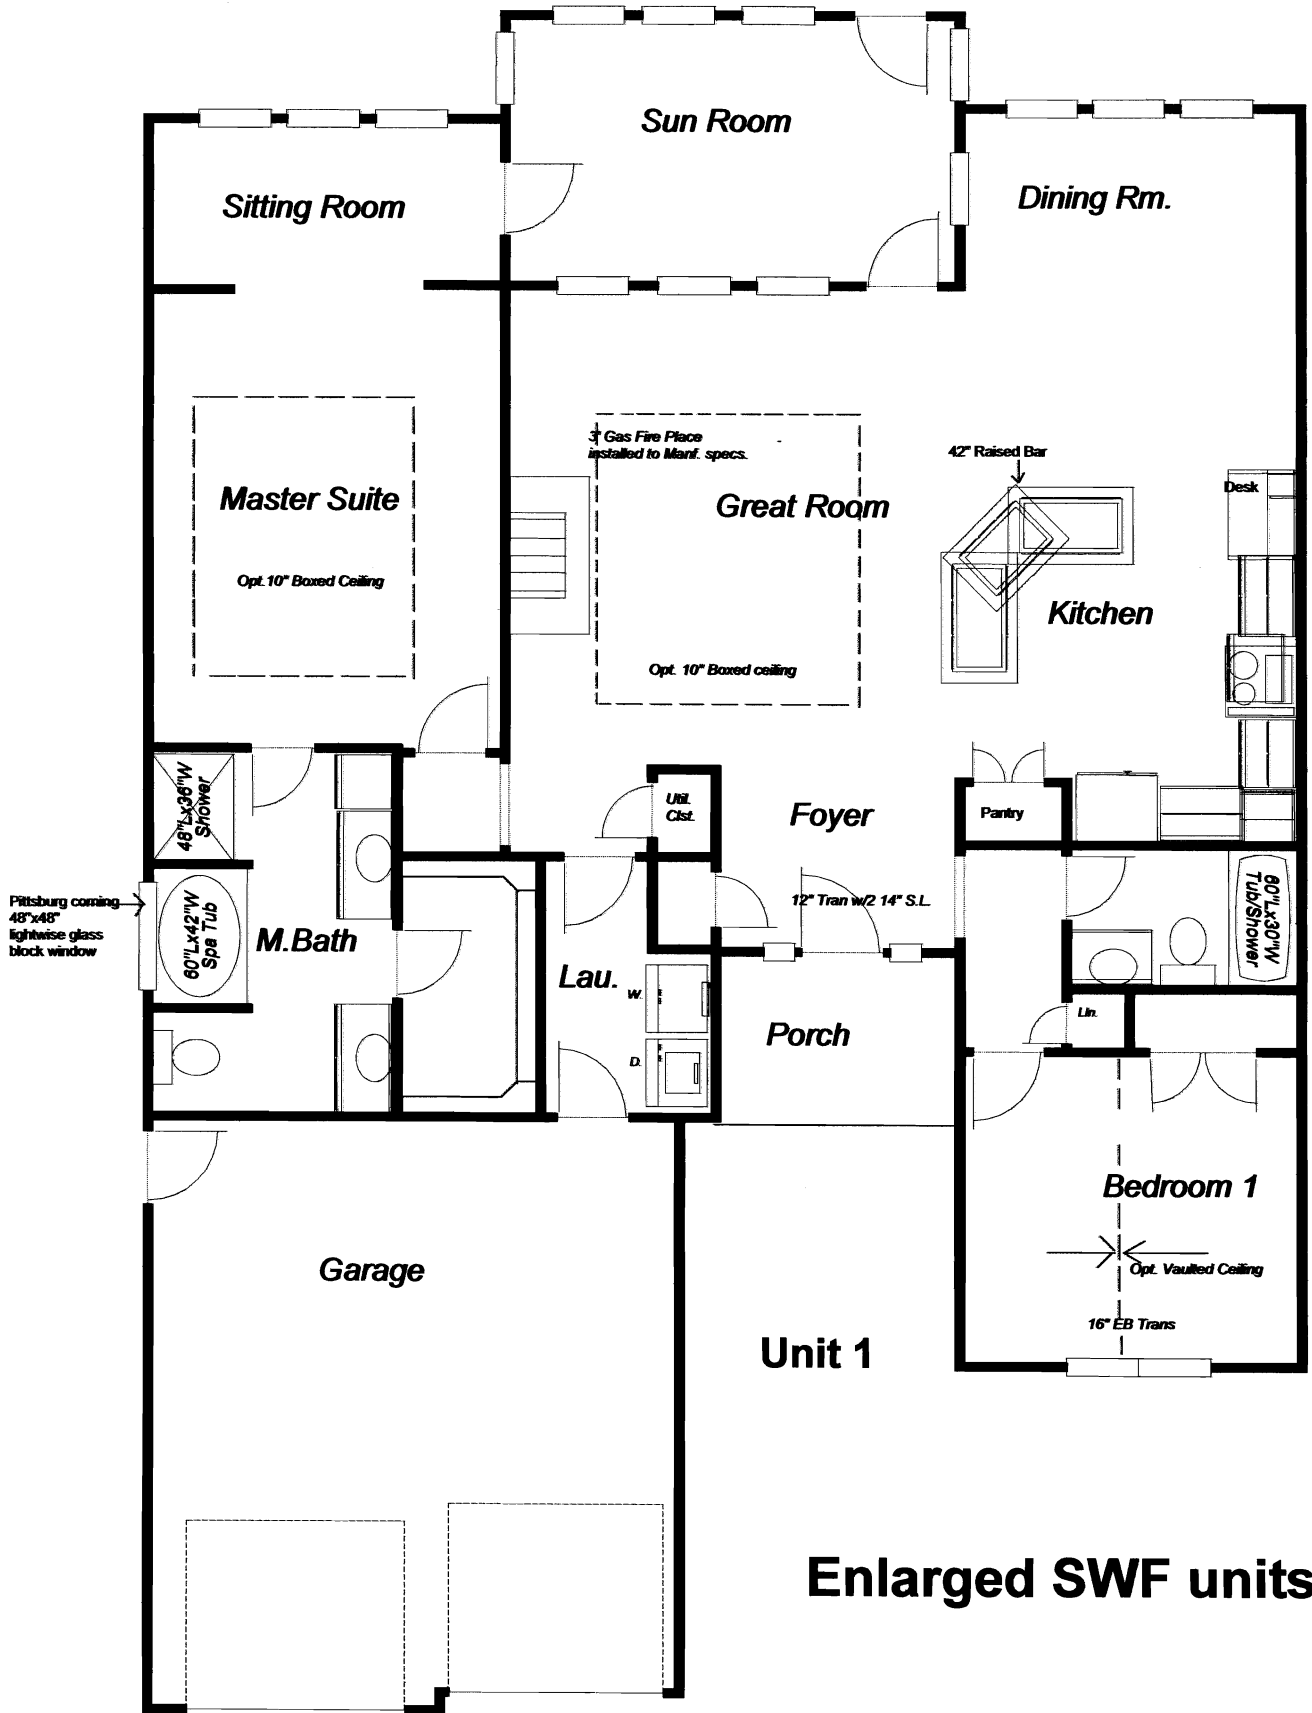 Sun Room
Sitting Room
Dining Rm.
3" Gas Fire Place
installed to Manf. specs.
42" Raised Bar
Desk
Master Suite
Great Room
Opt.10" Boxed Ceiling
Kitchen
Opt. 10" Boxed ceiling
48"Lx36"W
Shower
Util.
Clst.
Foyer
Pantry
Pittsburg corning
48"x48"
lightwise glass
block window
60"Lx42"W
Spa Tub
M.Bath
12" Tran w/2 14" S.L.
60"Lx30"W
Tub/Shower
Lau.
W.
D.
Porch
Lin.
Bedroom 1
Garage
Opt. Vaulted Ceiling
16" EB Trans
Unit 1
Enlarged SWF units